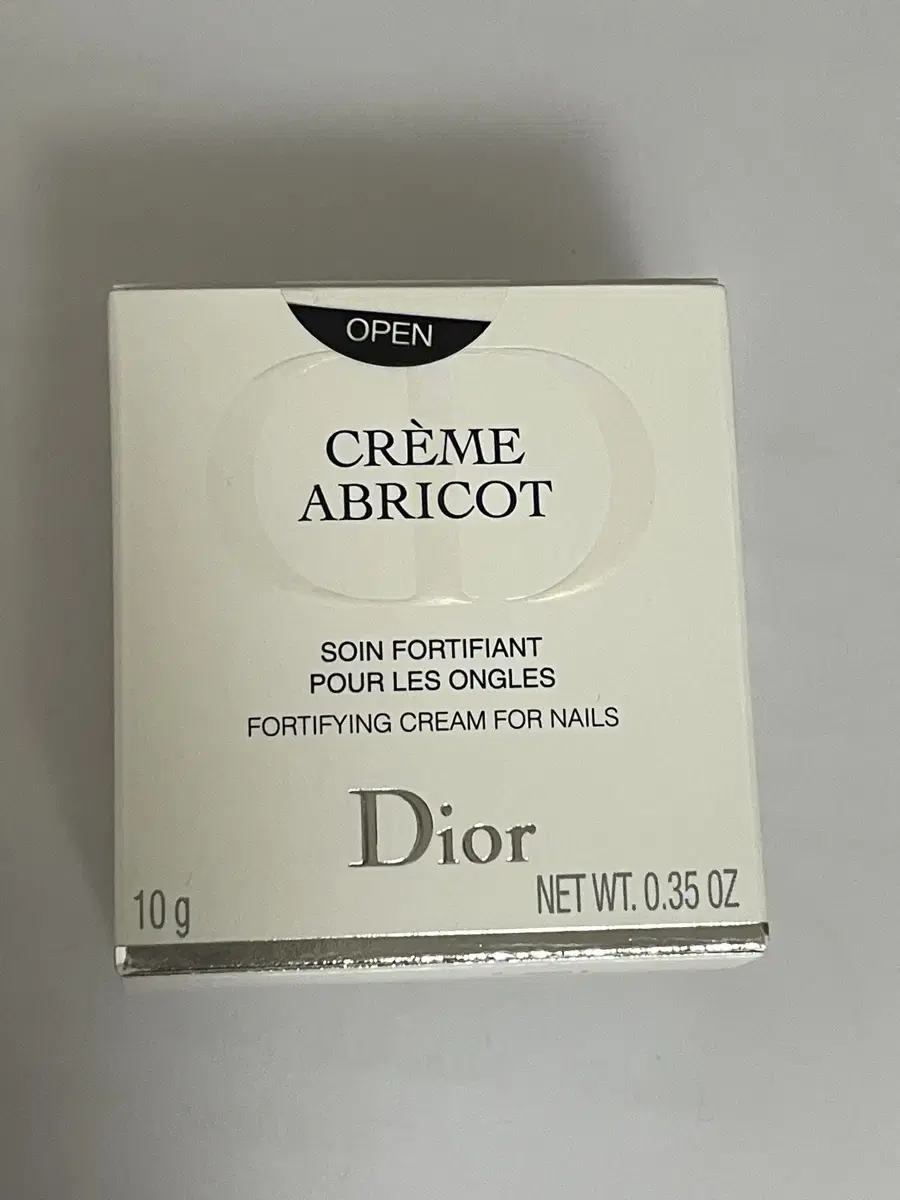 OPEN
CRÈME
ABRICOT
SOIN FORTIFIANT
POUR LES ONGLES
FORTIFYING CREAM FOR NAILS
Dior
10 g
NET WT. 0.35 OZ